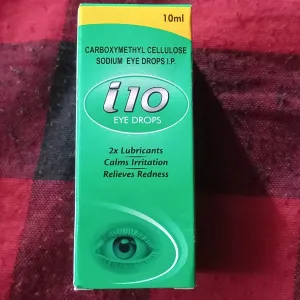 10ml
CARBOXYMETHYL CELLULOSE
SODIUM EYE DROPS I.P.
i10
EYE DROPS
2x Lubricants
Calms Irritation
Relieves Redness